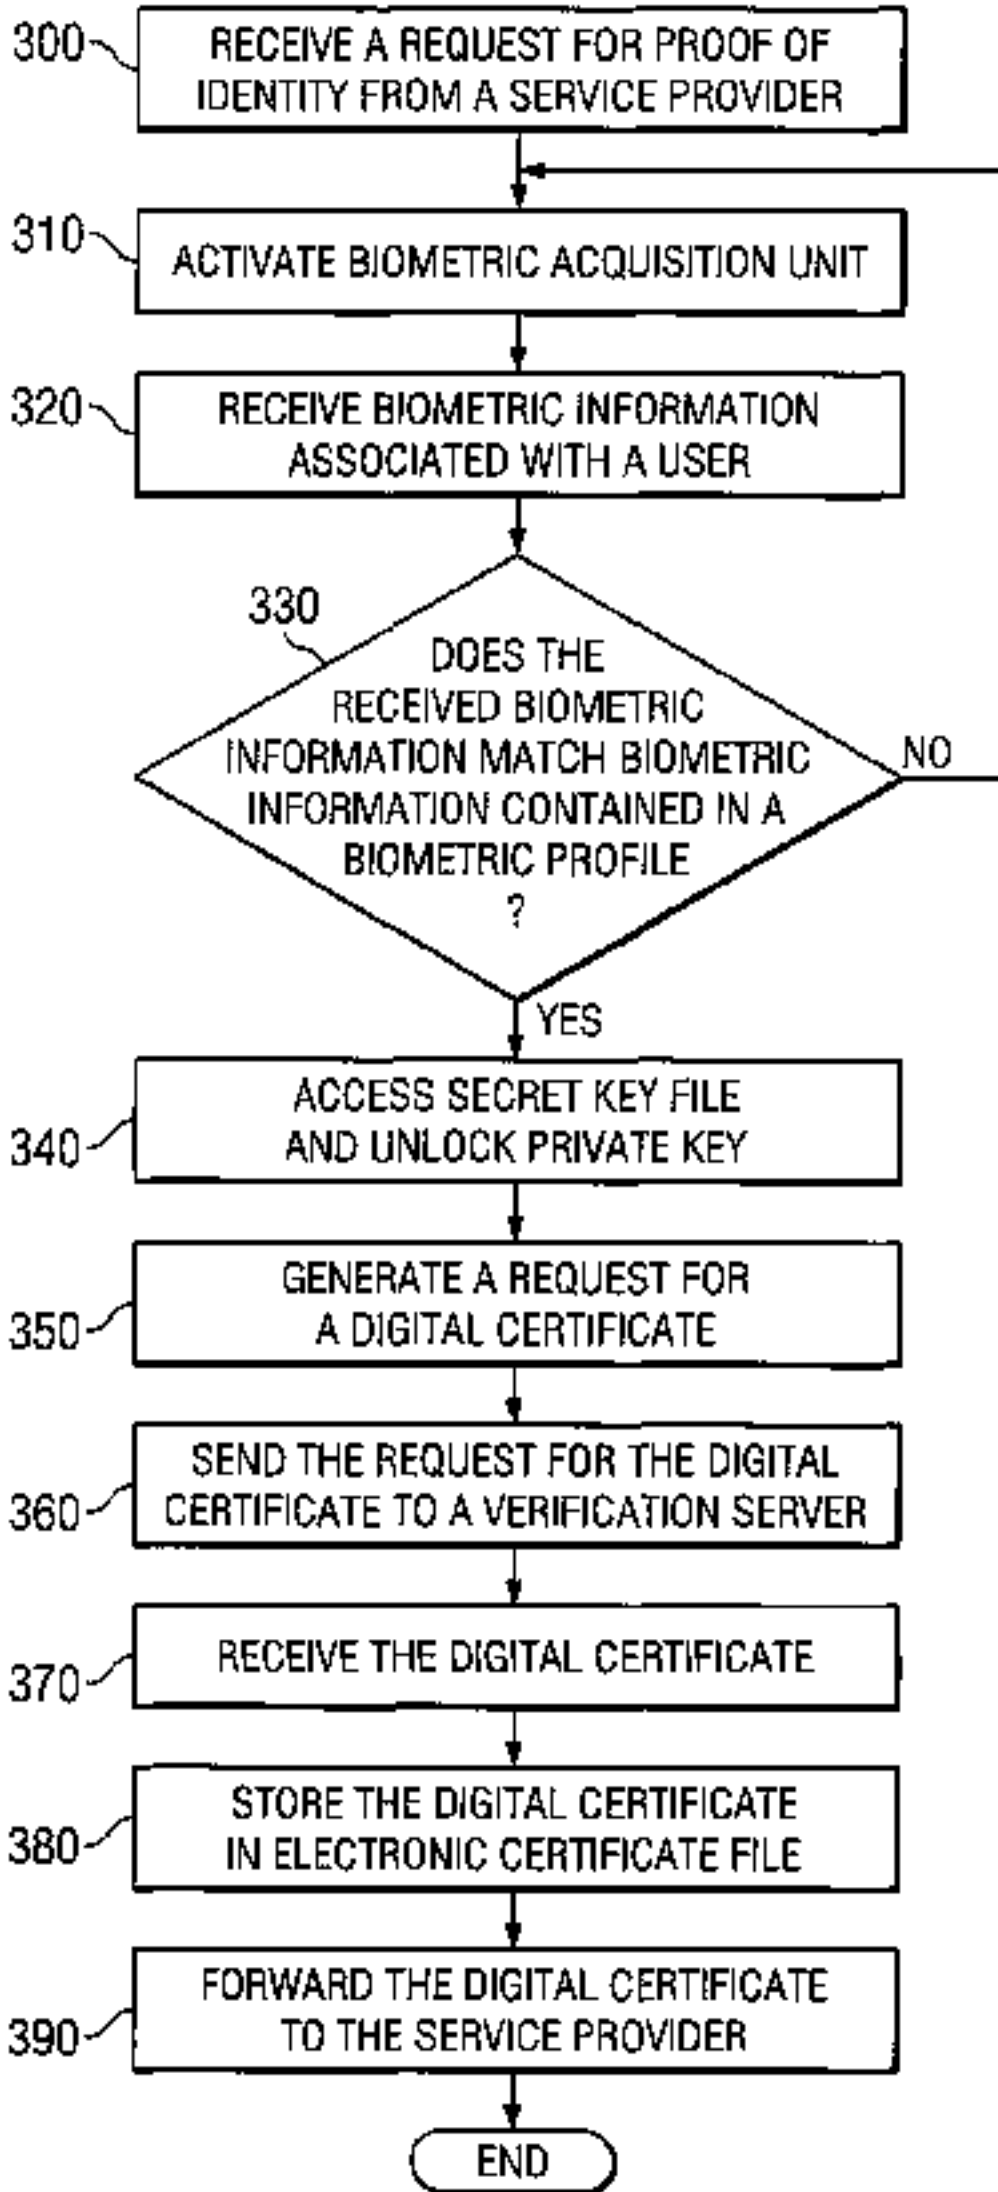 300
RECEIVE A REQUEST FOR PROOF OF
IDENTITY FROM A SERVICE PROVIDER
310
ACTIVATE BIOMETRIC ACQUISITION UNIT
320
RECEIVE BIOMETRIC INFORMATION
ASSOCIATED WITH A USER
330
DOES THE
RECEIVED BIOMETRIC
INFORMATION MATCH BIOMETRIC
INFORMATION CONTAINED IN A
BIOMETRIC PROFILE
?
NO
YES
340
ACCESS SECRET KEY FILE
AND UNLOCK PRIVATE KEY
350
GENERATE A REQUEST FOR
A DIGITAL CERTIFICATE
360
SEND THE REQUEST FOR THE DIGITAL
CERTIFICATE TO A VERIFICATION SERVER
370
RECEIVE THE DIGITAL CERTIFICATE
380
STORE THE DIGITAL CERTIFICATE
IN ELECTRONIC CERTIFICATE FILE
390
FORWARD THE DIGITAL CERTIFICATE
TO THE SERVICE PROVIDER
END